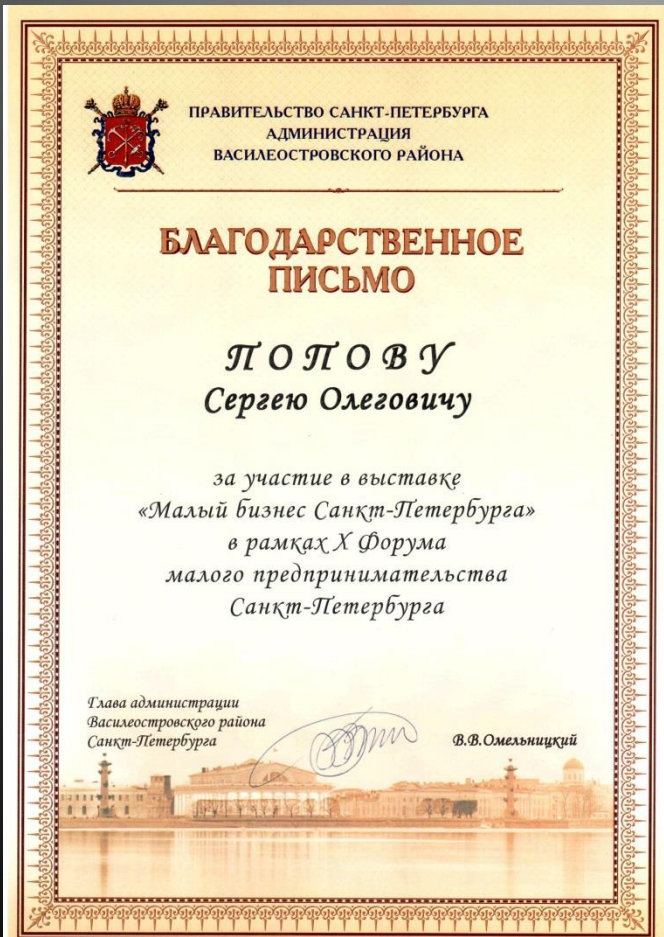 ПРАВИТЕЛЬСТВО САНКТ-ПЕТЕРБУРГА
АДМИНИСТРАЦИЯ
ВАСИЛЕОСТРОВСКОГО РАЙОНА
БЛАГОДАРСТВЕННОЕ
ПИСЬМО
ПОПОВУ
Сергею Олеговичу
за участие в выставке
«Малый бизнес Санкт-Петербурга»
в рамках X Форума
малого предпринимательства
Санкт-Петербурга
Глава администрации
Василеостровского района
Санкт-Петербурга
В.В.Омельницкий